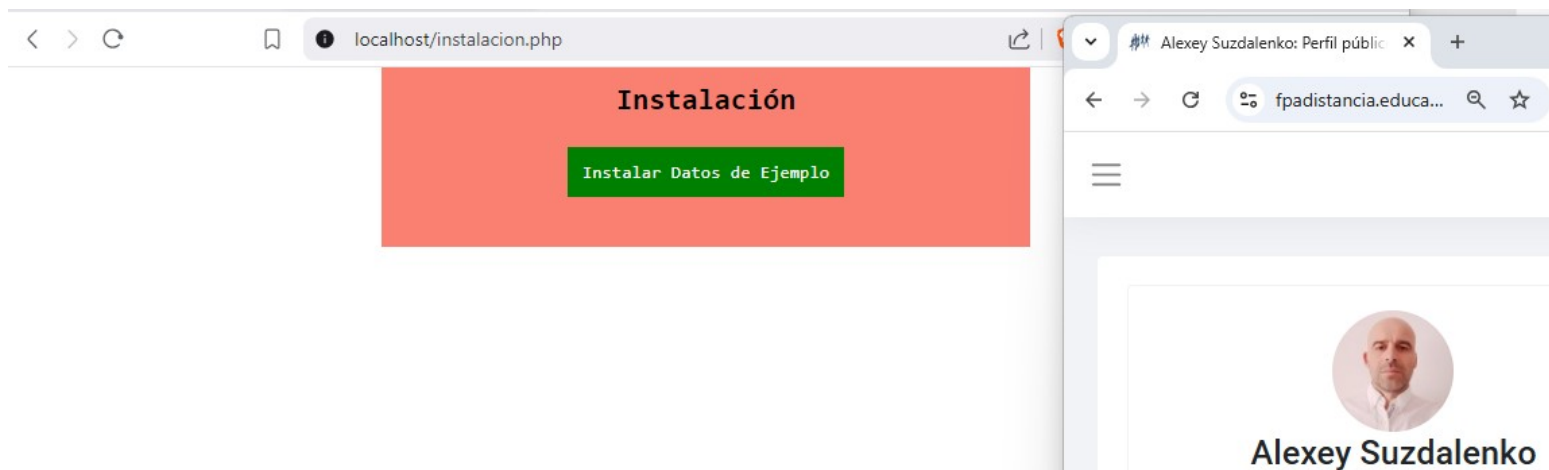 localhost/instalacion.php
Instalación
Instalar Datos de Ejemplo
Alexey Suzdalenko: Perfil públic
fpadistancia.educa...
Alexey Suzdalenko